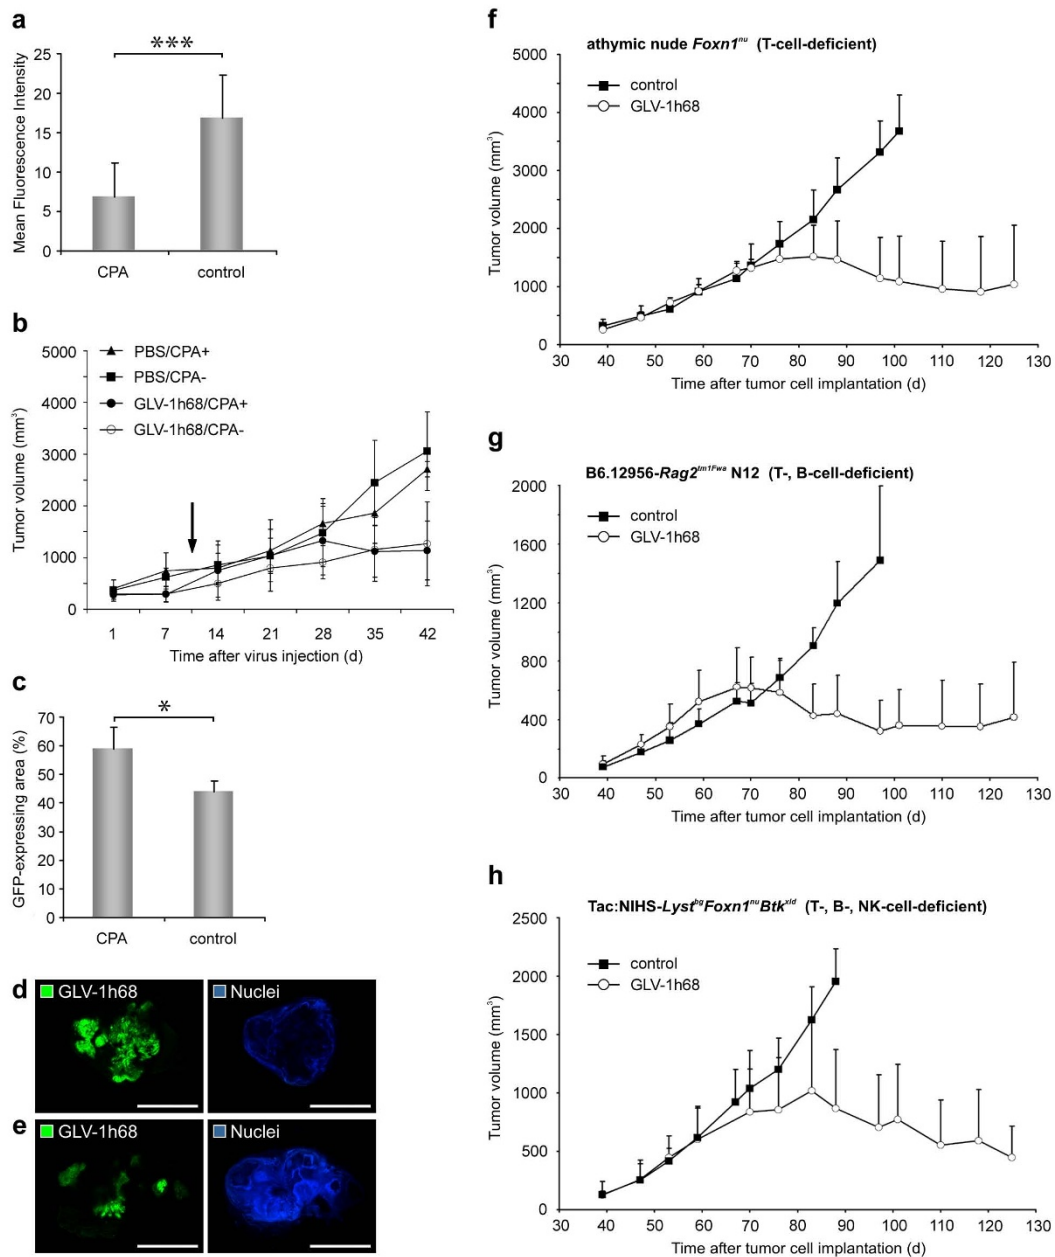 a
***
Mean Fluorescence Intensity
25
20
15
10
5
0
CPA control
b
Tumor volume (mm³)
5000
4000
3000
2000
1000
0
PBS/CPA+
PBS/CPA-
GLV-1h68/CPA+
GLV-1h68/CPA-
1 7 14 21 28 35 42
Time after virus injection (d)
c
*
GFP-expressing area (%)
70
60
50
40
30
20
10
0
CPA control
d
GLV-1h68 Nuclei
e
GLV-1h68 Nuclei
f
athymic nude Foxn1ⁿᵘ (T-cell-deficient)
Tumor volume (mm³)
5000
4000
3000
2000
1000
0
control
GLV-1h68
30 40 50 60 70 80 90 100 110 120 130
Time after tumor cell implantation (d)
g
B6.12956-Rag2ᵗᵐ¹ᶠʷᵃ N12 (T-, B-cell-deficient)
Tumor volume (mm³)
2000
1600
1200
800
400
0
control
GLV-1h68
30 40 50 60 70 80 90 100 110 120 130
Time after tumor cell implantation (d)
h
Tac:NIHS-LystᵇᵍFoxn1ⁿᵘBtkˣˡᵈ (T-, B-, NK-cell-deficient)
Tumor volume (mm³)
2500
2000
1500
1000
500
0
control
GLV-1h68
30 40 50 60 70 80 90 100 110 120 130
Time after tumor cell implantation (d)